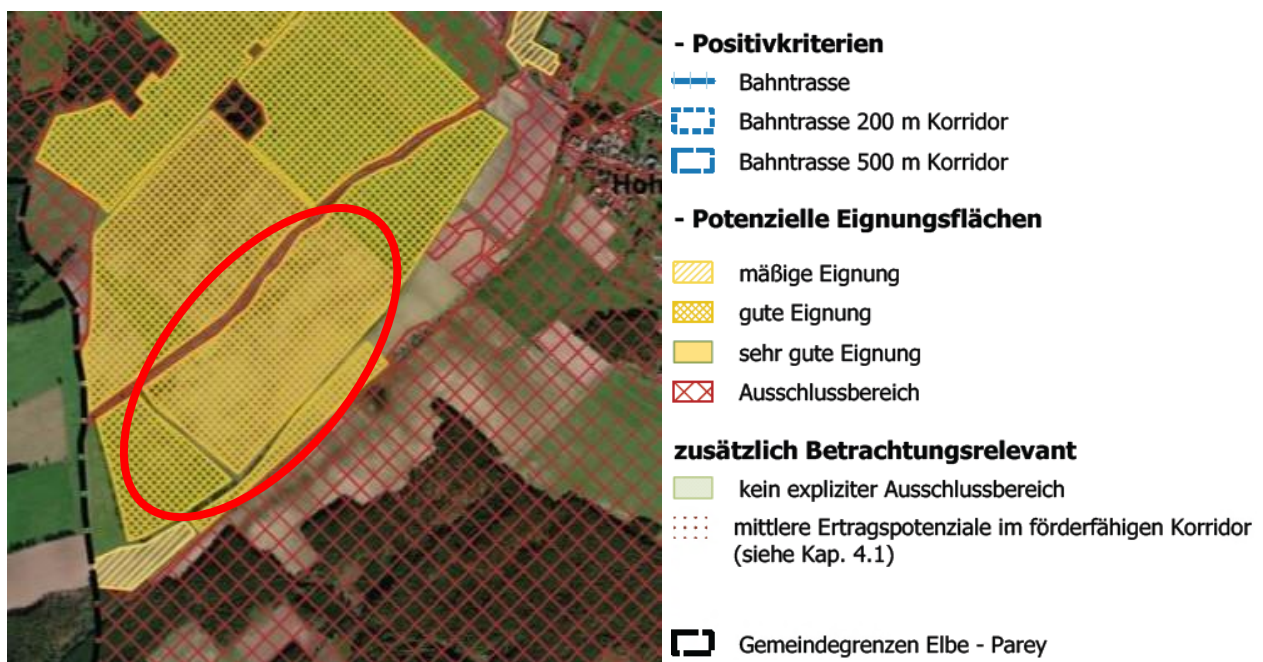 Hoh
- Positivkriterien
Bahntrasse
Bahntrasse 200 m Korridor
Bahntrasse 500 m Korridor
- Potenzielle Eignungsflächen
mäßige Eignung
gute Eignung
sehr gute Eignung
Ausschlussbereich
zusätzlich Betrachtungsrelevant
kein expliziter Ausschlussbereich
mittlere Ertragspotenziale im förderfähigen Korridor
(siehe Kap. 4.1)
Gemeindegrenzen Elbe - Parey